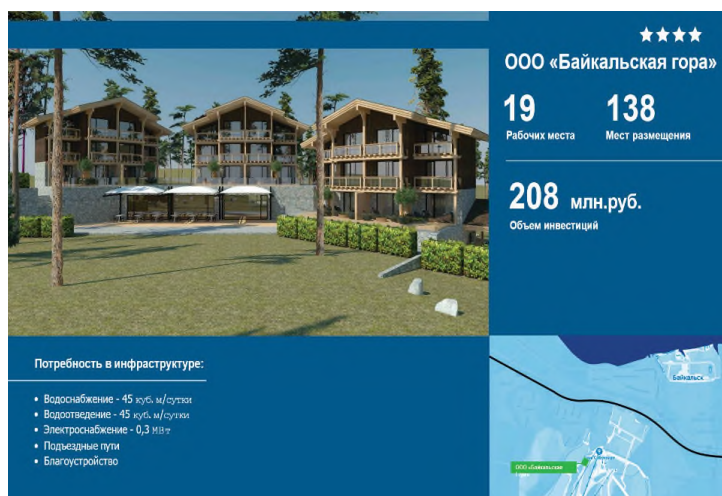 ООО «Байкальская гора»
19
138
Рабочих места
Мест размещения
208 млн.руб.
Объем инвестиций
Потребность в инфраструктуре:
• Водоснабжение - 45 куб. м/сутки
• Водоотведение - 45 куб. м/сутки
• Электроснабжение - 0,3 МВт
• Подъездные пути
• Благоустройство
Байкальск
ООО «Байкальская